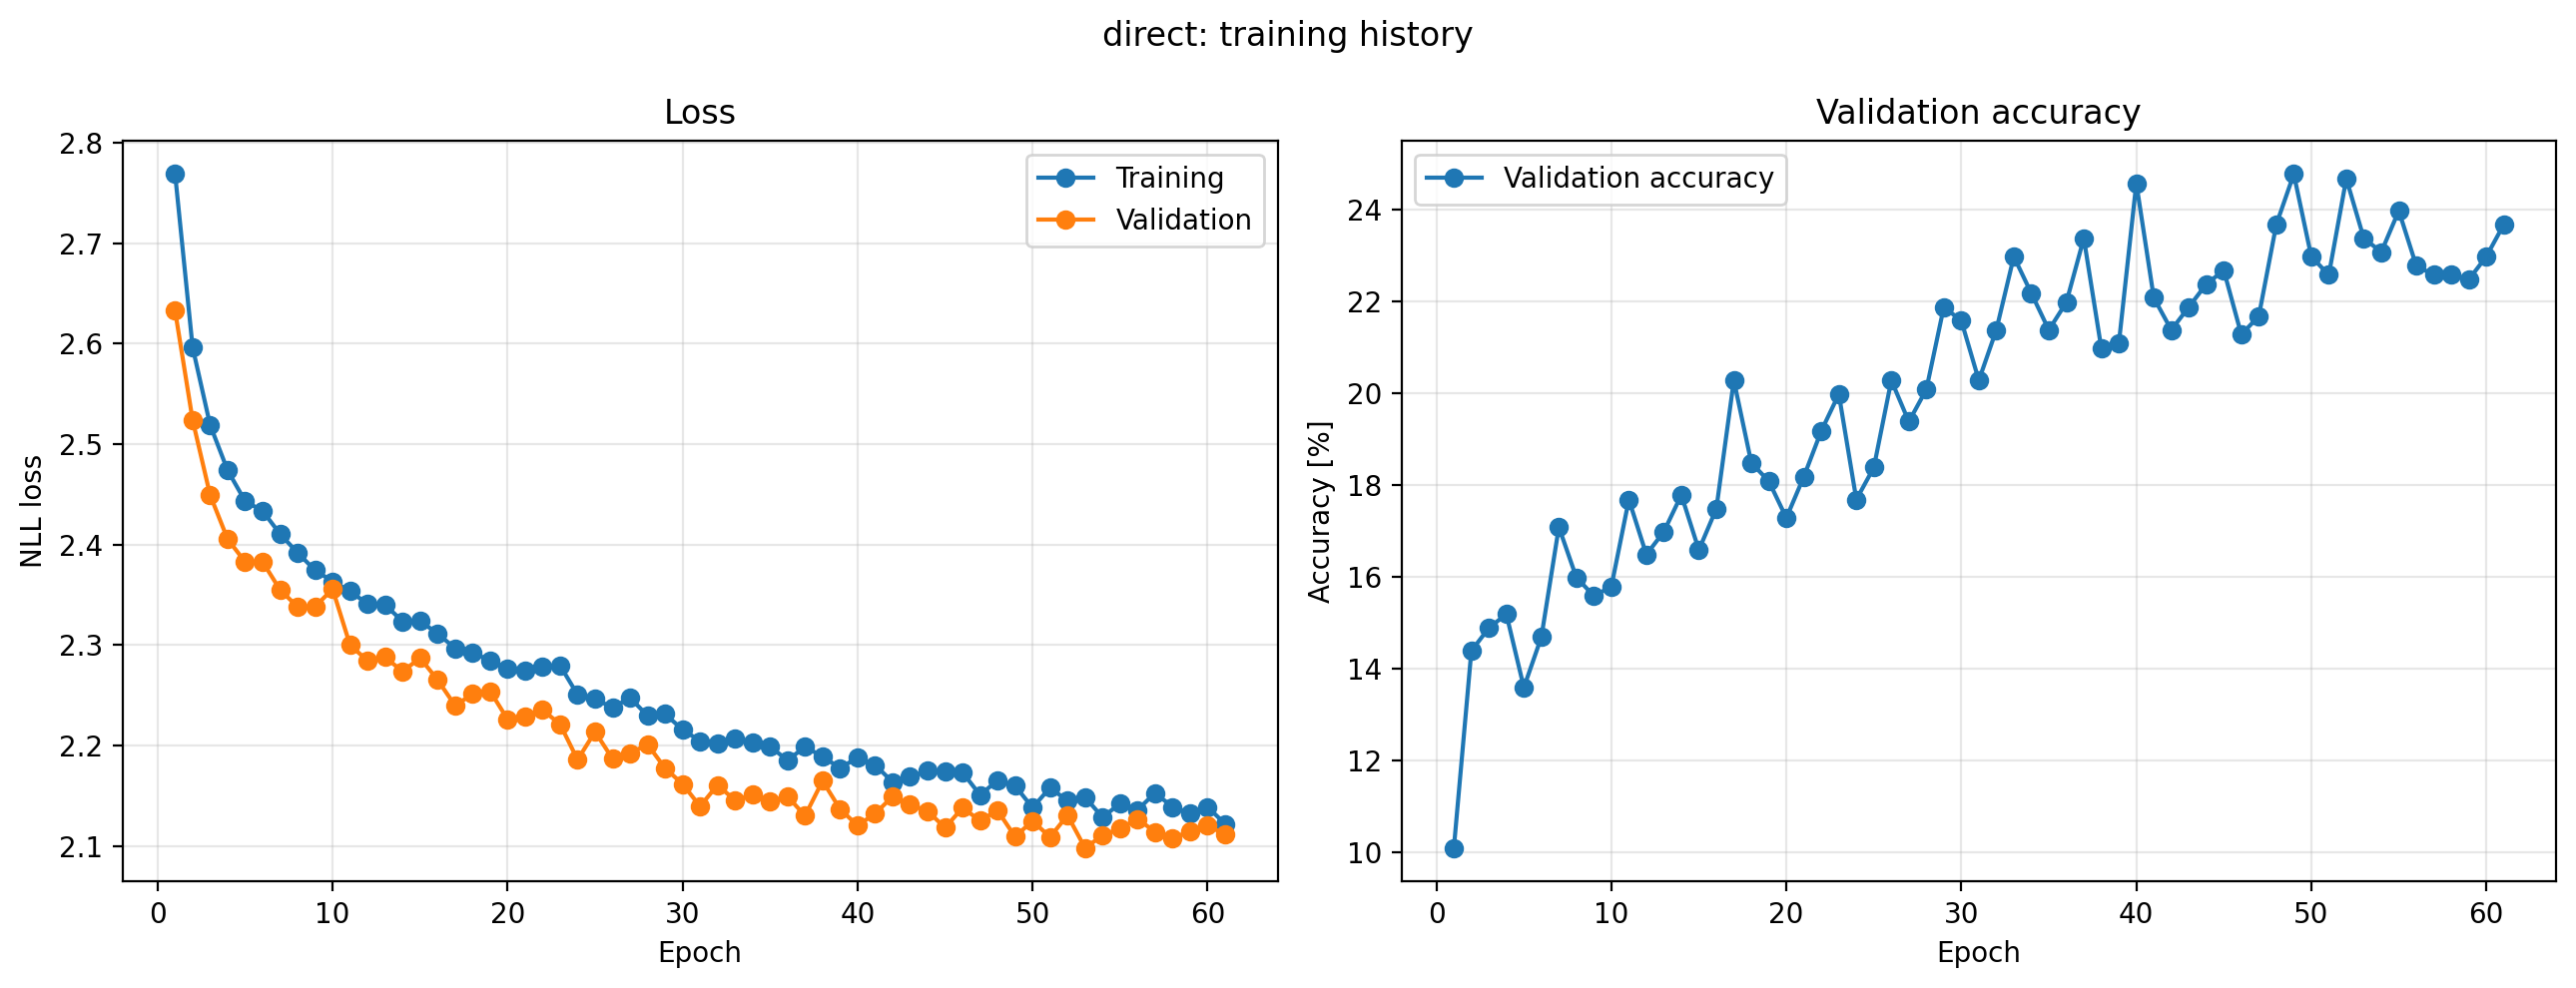 direct: training history
Loss
2.8
2.7
2.6
2.5
2.4
2.3
2.2
2.1
NLL loss
Training
Validation
0 10 20 30 40 50 60
Epoch
Validation accuracy
24
22
20
18
16
14
12
10
Accuracy [%]
Validation accuracy
0 10 20 30 40 50 60
Epoch